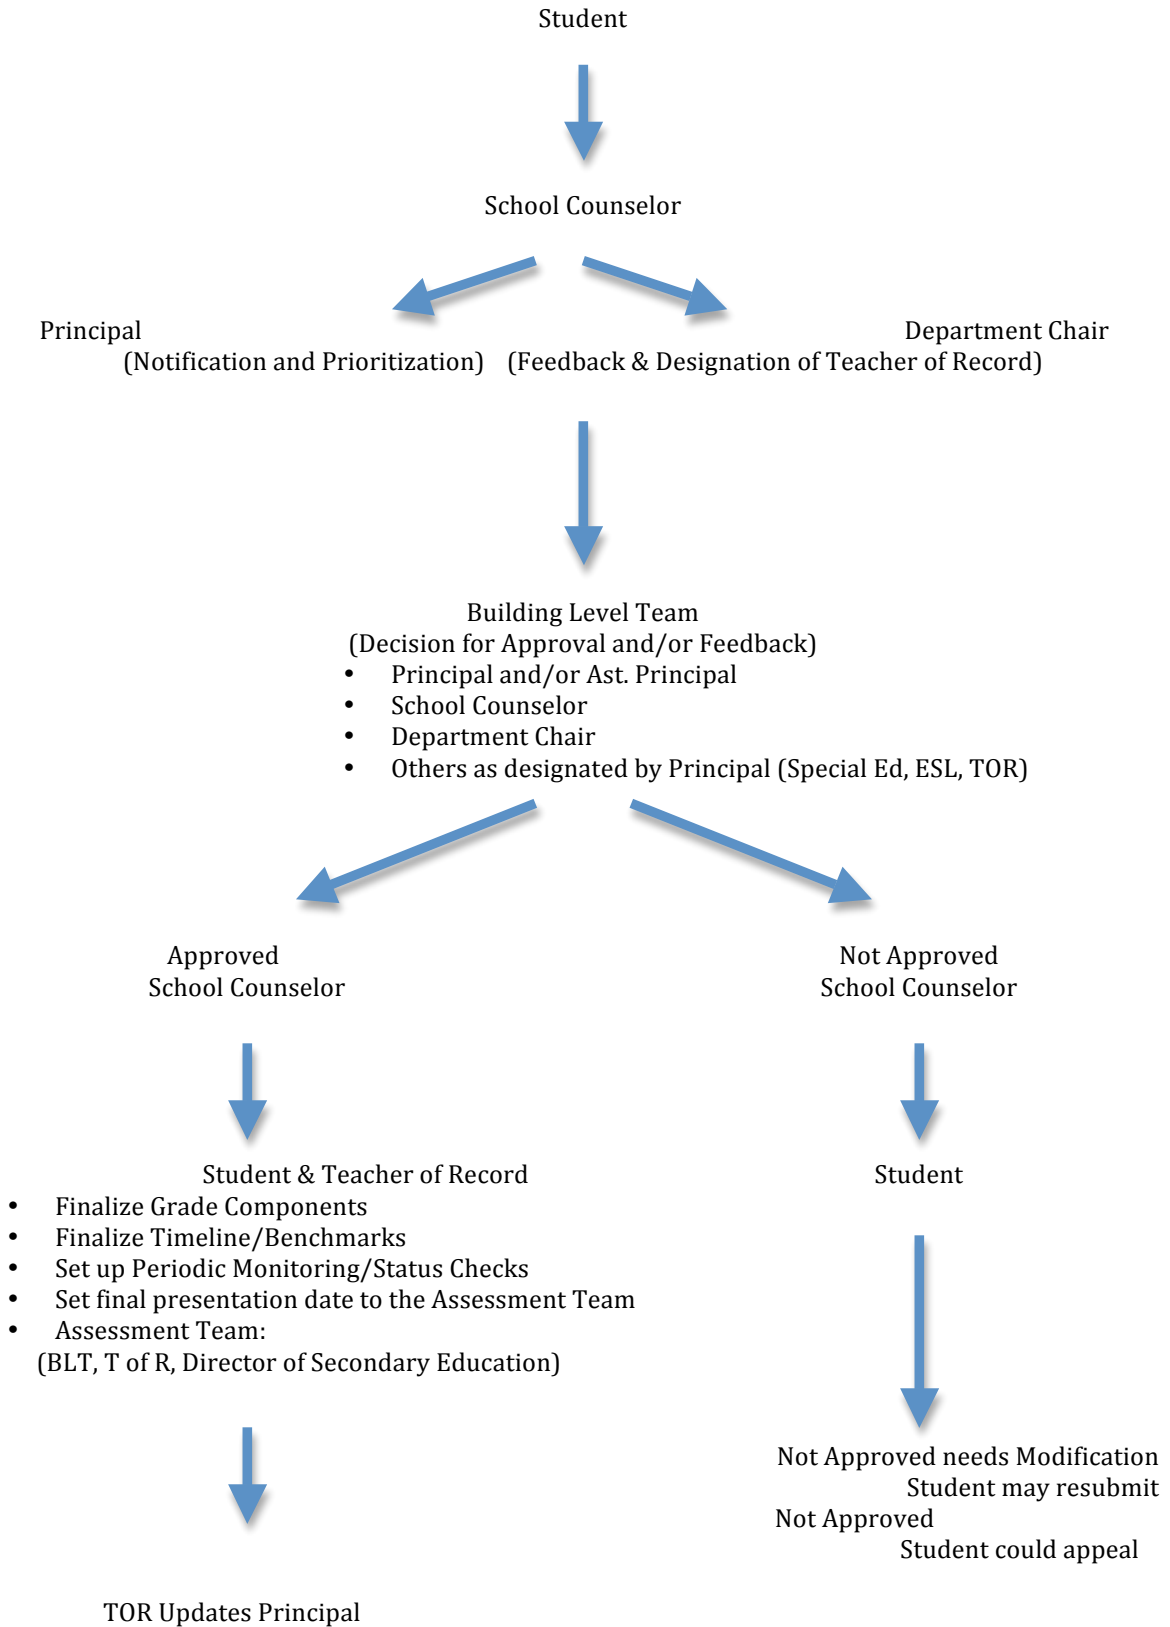 Student
School Counselor
Principal
Department Chair
(Notification and Prioritization)
(Feedback & Designation of Teacher of Record)
Building Level Team
(Decision for Approval and/or Feedback)
• Principal and/or Ast. Principal
• School Counselor
• Department Chair
• Others as designated by Principal (Special Ed, ESL, TOR)
Approved
School Counselor
Not Approved
School Counselor
Student & Teacher of Record
• Finalize Grade Components
• Finalize Timeline/Benchmarks
• Set up Periodic Monitoring/Status Checks
• Set final presentation date to the Assessment Team
• Assessment Team:
(BLT, T of R, Director of Secondary Education)
Student
Not Approved needs Modification
Student may resubmit
Not Approved
Student could appeal
TOR Updates Principal